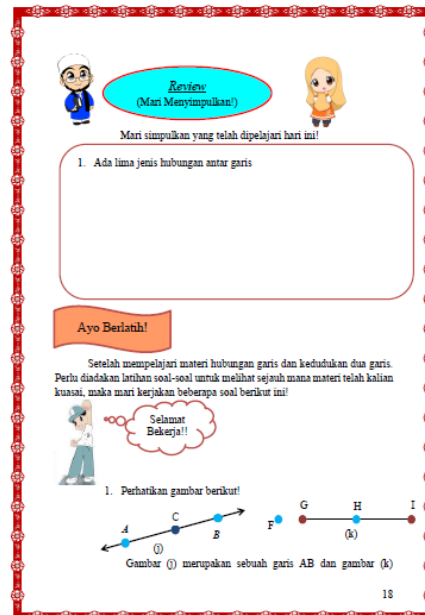 Review
(Mari Menyimpulkan!)
Mari simpulkan yang telah dipelajari hari ini!
1. Ada lima jenis hubungan antar garis
Ayo Berlatih!
Setelah mempelajari materi hubungan garis dan kedudukan dua garis.
Perlu diadakan latihan soal-soal untuk melihat sejauh mana materi telah kalian
kuasai, maka mari kerjakan beberapa soal berikut ini!
Selamat
Bekerja!!
1. Perhatikan gambar berikut!
A C B F G H I
(j) (k)
Gambar (j) merupakan sebuah garis AB dan gambar (k)
18